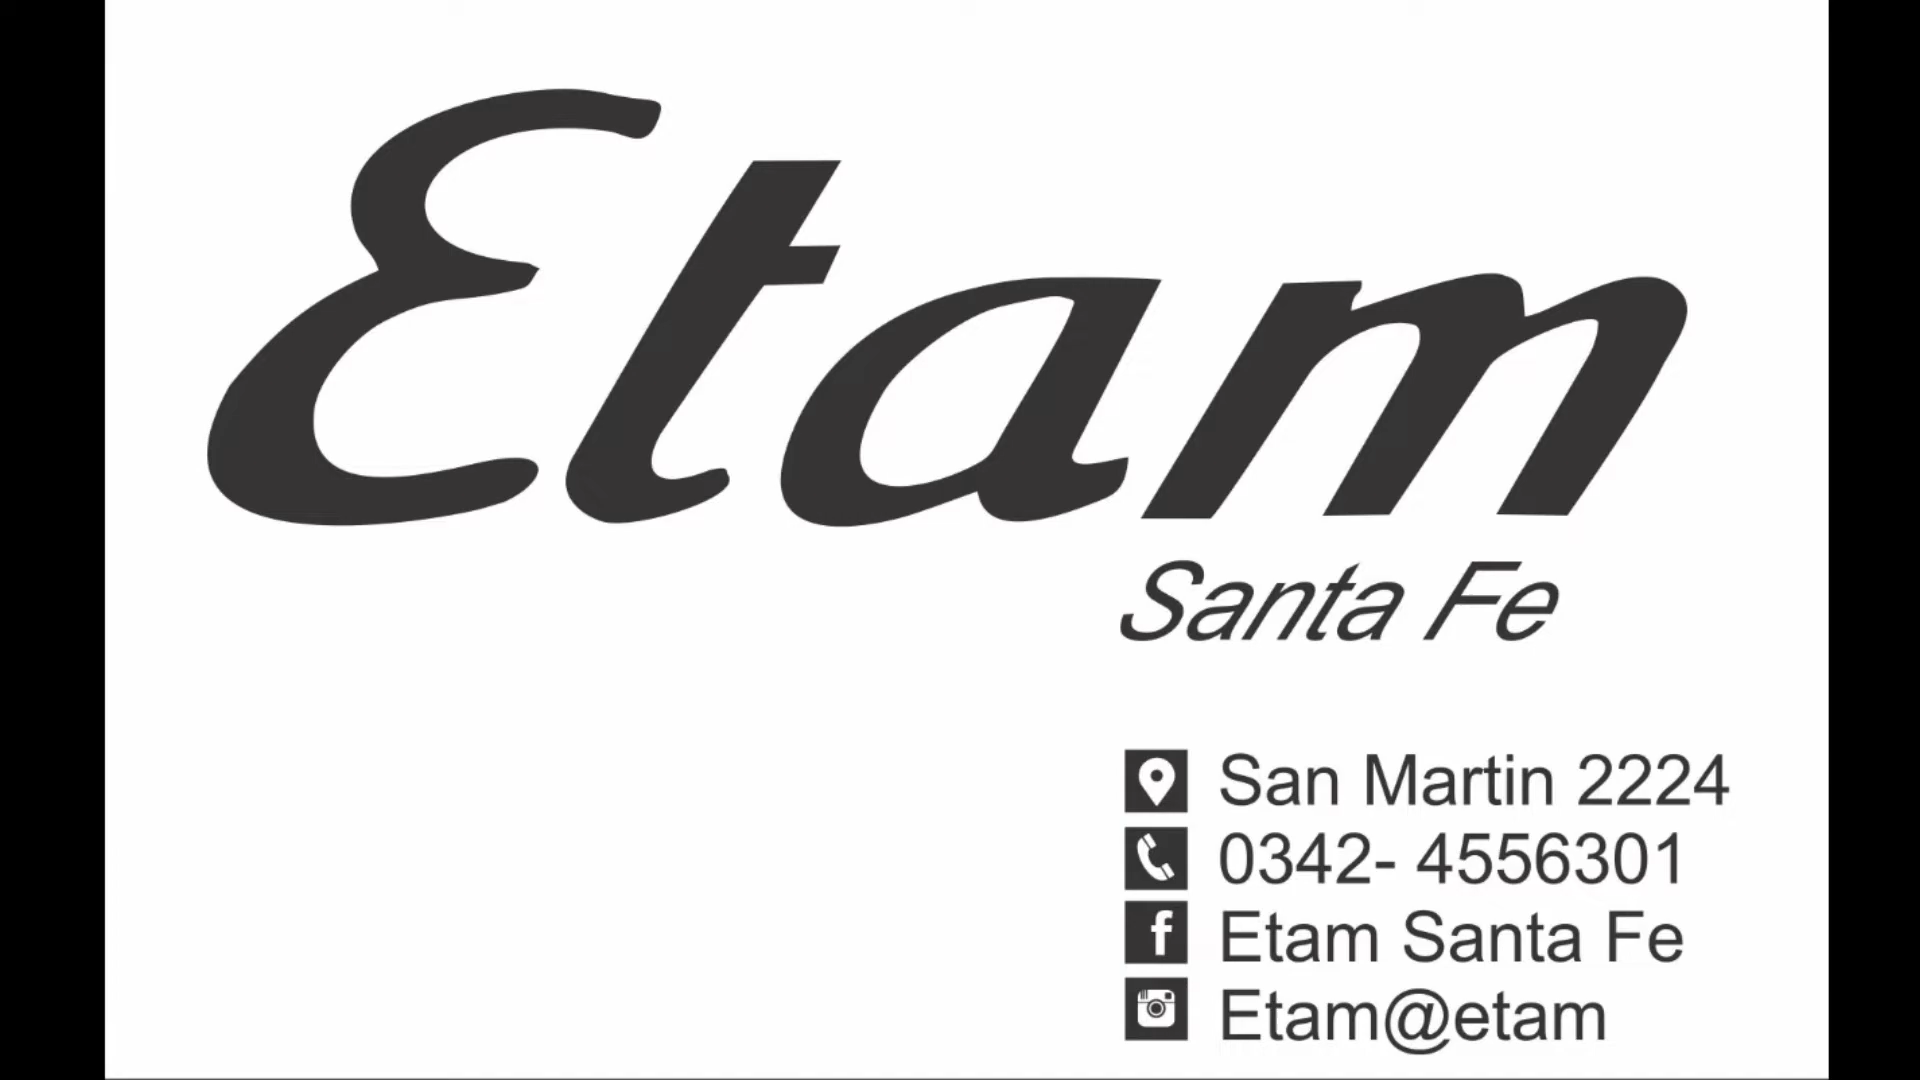 Etam
Santa Fe
San Martin 2224
0342- 4556301
Etam Santa Fe
Etam@etam